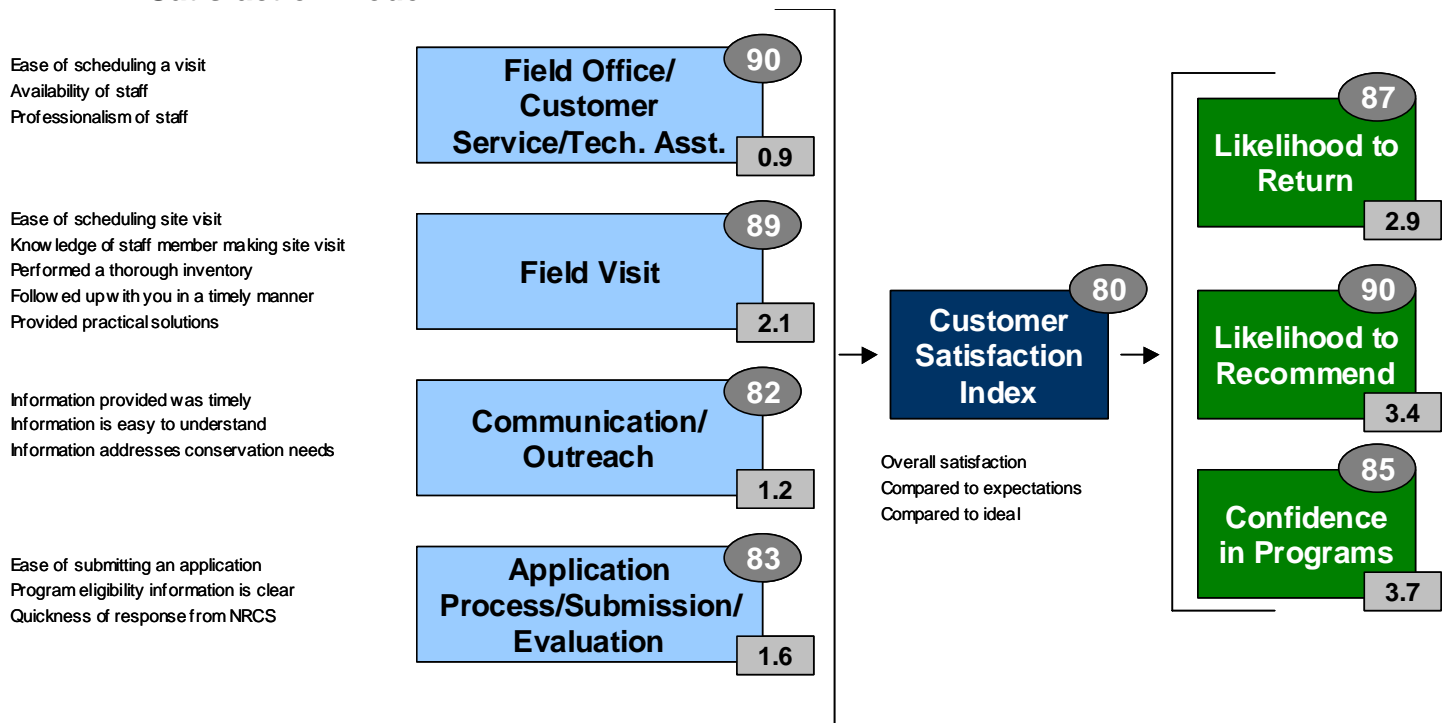 Ease of scheduling a visit
Availability of staff
Professionalism of staff
90
Field Office/
Customer
Service/Tech. Asst.
0.9
Ease of scheduling site visit
Knowledge of staff member making site visit
Performed a thorough inventory
Followed up with you in a timely manner
Provided practical solutions
89
Field Visit
2.1
Information provided was timely
Information is easy to understand
Information addresses conservation needs
82
Communication/
Outreach
1.2
Ease of submitting an application
Program eligibility information is clear
Quickness of response from NRCS
83
Application
Process/Submission/
Evaluation
1.6
80
Customer
Satisfaction
Index
Overall satisfaction
Compared to expectations
Compared to ideal
87
Likelihood to
Return
2.9
90
Likelihood to
Recommend
3.4
85
Confidence
in Programs
3.7